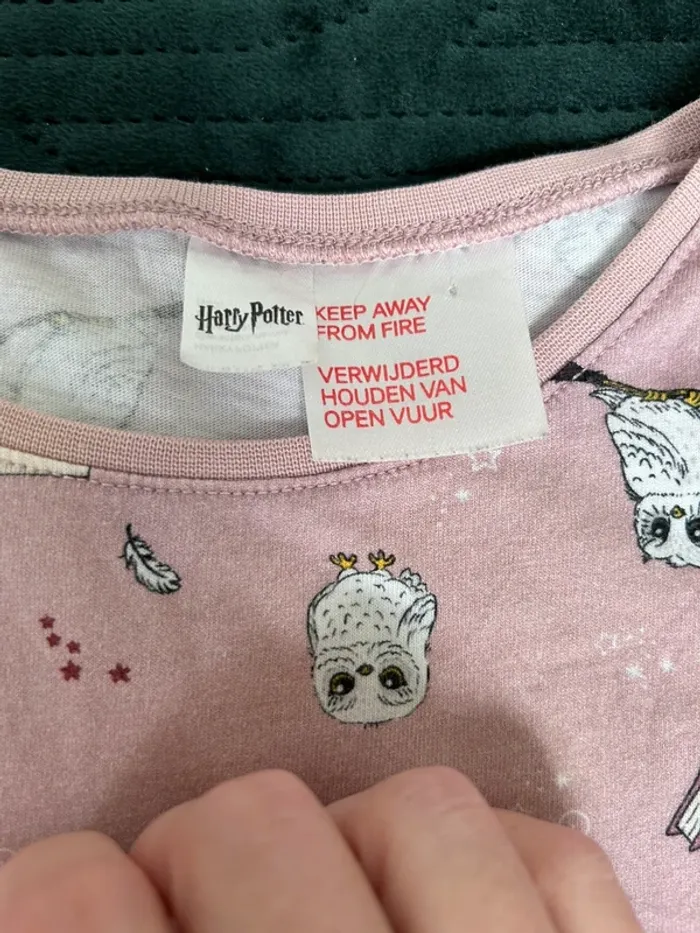 Harry Potter
KEEP AWAY
FROM FIRE
VERWIJDERD
HOUDEN VAN
OPEN VUUR